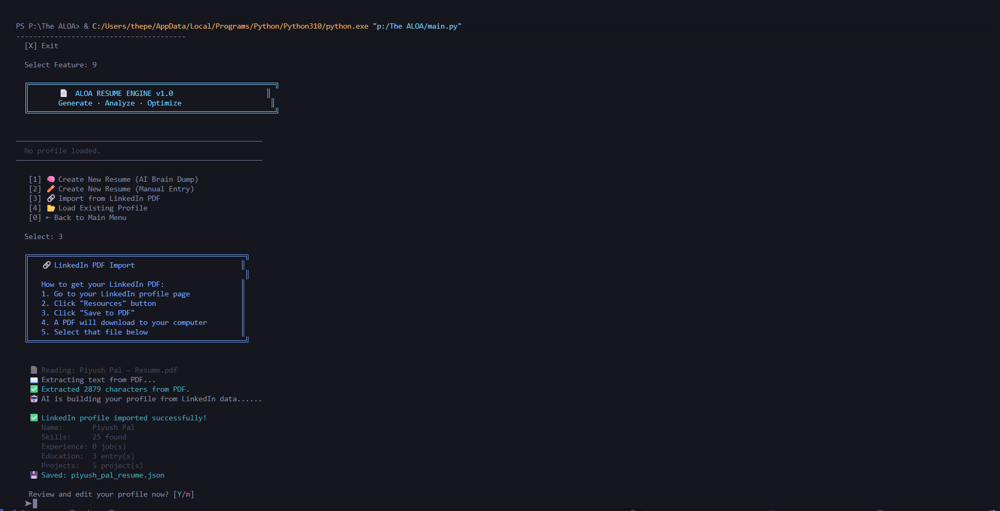 PS P:\The ALOA> & C:/Users/thepe/AppData/Local/Programs/Python/Python310/python.exe "p:/The ALOA/main.py"
----------------------------------------
[X] Exit
Select Feature: 9
ALOA RESUME ENGINE v1.0
Generate · Analyze · Optimize
No profile loaded.
[1] 🧠 Create New Resume (AI Brain Dump)
[2] ✏️ Create New Resume (Manual Entry)
[3] 🔗 Import from LinkedIn PDF
[4] 📂 Load Existing Profile
[0] ← Back to Main Menu
Select: 3
🔗 LinkedIn PDF Import
How to get your LinkedIn PDF:
1. Go to your LinkedIn profile page
2. Click "Resources" button
3. Click "Save to PDF"
4. A PDF will download to your computer
5. Select that file below
📄 Reading: Piyush Pal — Resume.pdf
📖 Extracting text from PDF...
✅ Extracted 2879 characters from PDF.
🤖 AI is building your profile from LinkedIn data......
✅ LinkedIn profile imported successfully!
Name: Piyush Pal
Skills: 25 found
Experience: 0 job(s)
Education: 3 entry(s)
Projects: 5 project(s)
💾 Saved: piyush_pal_resume.json
Review and edit your profile now? [Y/n]
➤